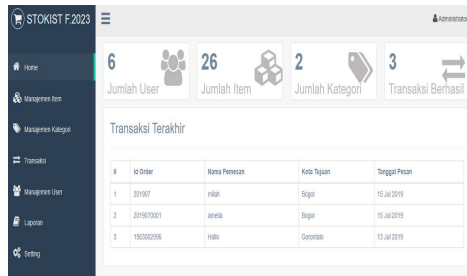 STOKIST F.2023
Administrator
Home
Manajemen Item
Manajemen Kategori
Transaksi
Manajemen User
Laporan
Setting
6
Jumlah User
26
Jumlah Item
2
Jumlah Kategori
3
Transaksi Berhasil
Transaksi Terakhir
# Id Order Nama Pemesan Kota Tujuan Tanggal Pesan
1 201907 milah Bogor 15 Jul 2019
2 2019070001 amelia Bogor 15 Jul 2019
3 1563002996 Hallo Gorontalo 13 Jul 2019